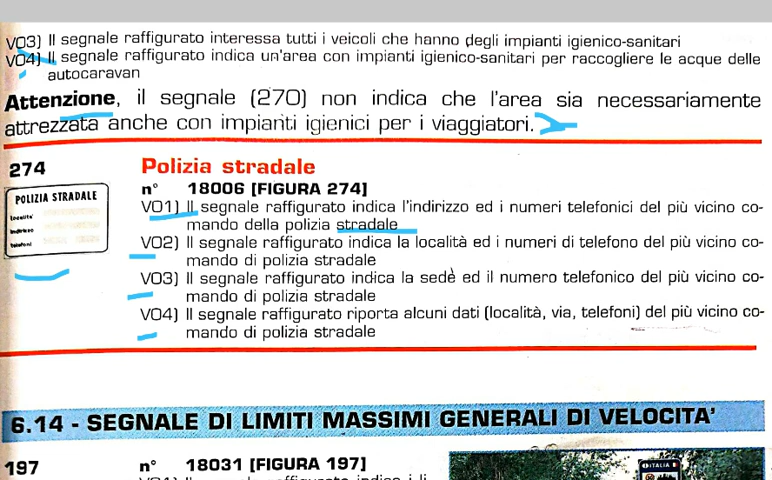 V03) Il segnale raffigurato interessa tutti i veicoli che hanno degli impianti igienico-sanitari
V04) Il segnale raffigurato indica un'area con impianti igienico-sanitari per raccogliere le acque delle
autocaravan
Attenzione, il segnale (270) non indica che l'area sia necessariamente
attrezzata anche con impianti igienici per i viaggiatori.
274
Polizia stradale
n° 18006 [FIGURA 274]
POLIZIA STRADALE
Localita'
Indirizzo
Telefoni
V01) Il segnale raffigurato indica l'indirizzo ed i numeri telefonici del più vicino co-
mando della polizia stradale
V02) Il segnale raffigurato indica la località ed i numeri di telefono del più vicino co-
mando di polizia stradale
V03) Il segnale raffigurato indica la sede ed il numero telefonico del più vicino co-
mando di polizia stradale
V04) Il segnale raffigurato riporta alcuni dati (località, via, telefoni) del più vicino co-
mando di polizia stradale
6.14 - SEGNALE DI LIMITI MASSIMI GENERALI DI VELOCITA'
197
n° 18031 [FIGURA 197]
ITALIA